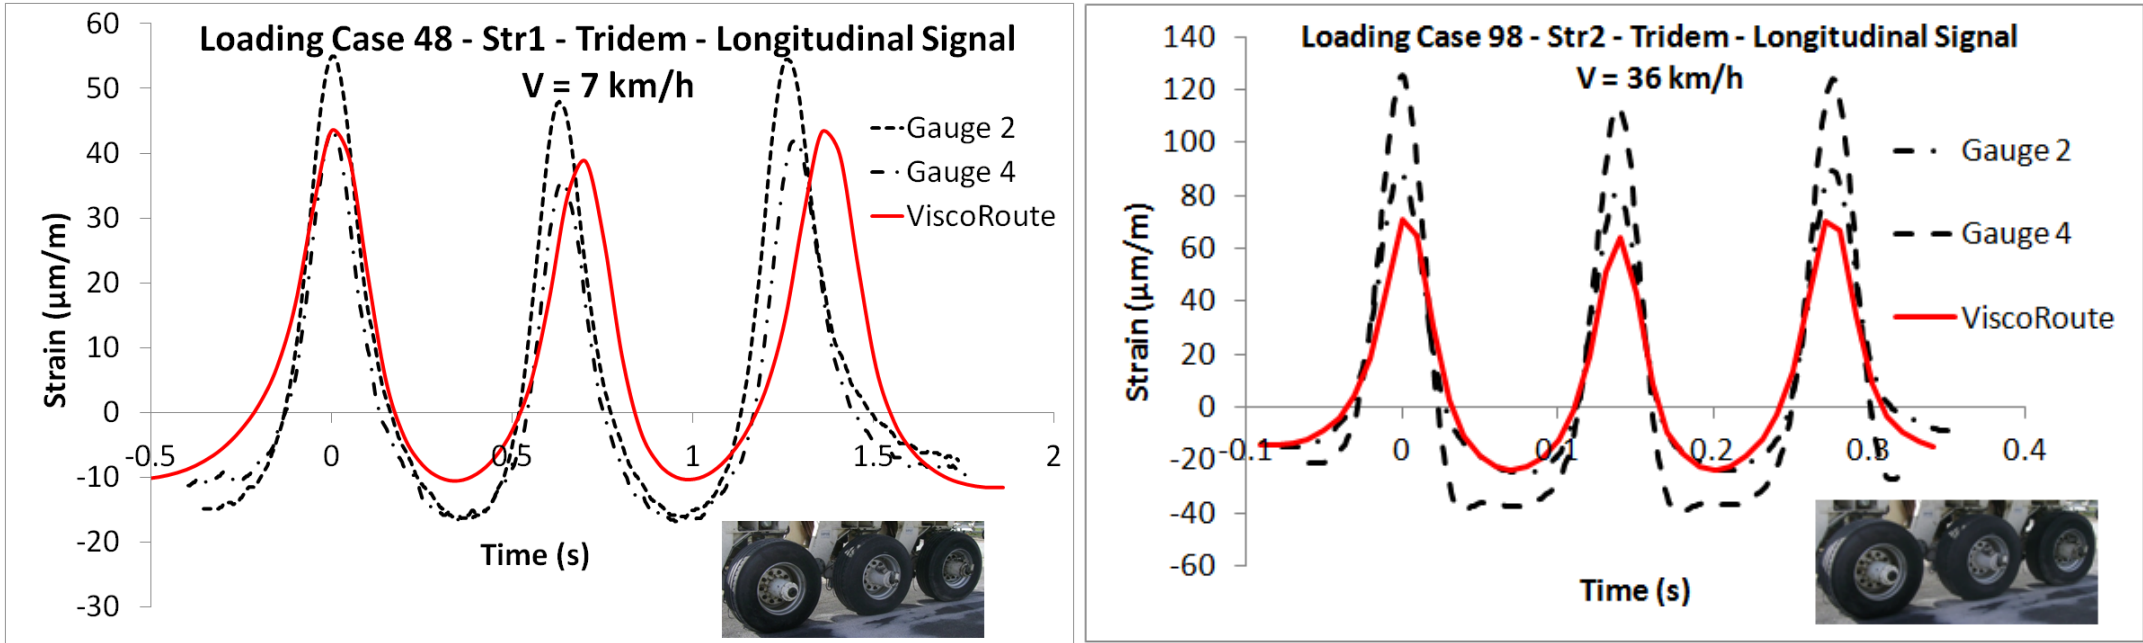 Loading Case 48 - Str1 - Tridem - Longitudinal Signal
V = 7 km/h
60
50
40
30
20
10
0
-10
-20
-30
Strain (µm/m)
-0.5
0
0.5
1
1.5
2
Time (s)
Gauge 2
Gauge 4
ViscoRoute
Loading Case 98 - Str2 - Tridem - Longitudinal Signal
V = 36 km/h
140
120
100
80
60
40
20
0
-20
-40
-60
Strain (µm/m)
-0.1
0
0.1
0.2
0.3
0.4
Time (s)
Gauge 2
Gauge 4
ViscoRoute